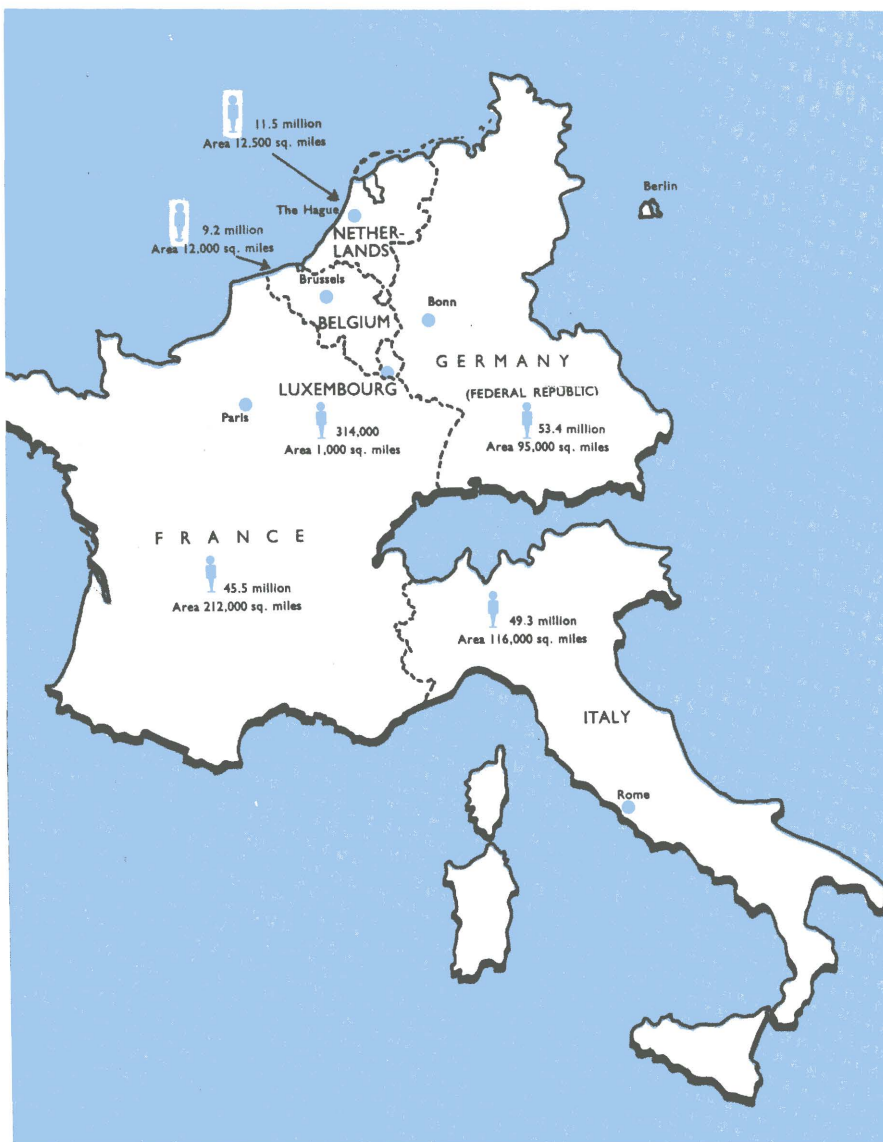 11.5 million
Area 12.500 sq. miles
Berlin
The Hague
9.2 million
Area 12,000 sq. miles
NETHER-
LANDS
Brussels
Bonn
BELGIUM
GERMANY
(FEDERAL REPUBLIC)
LUXEMBOURG
Paris
314,000
Area 1,000 sq. miles
53.4 million
Area 95,000 sq. miles
FRANCE
45.5 million
Area 212,000 sq. miles
49.3 million
Area 116,000 sq. miles
ITALY
Rome